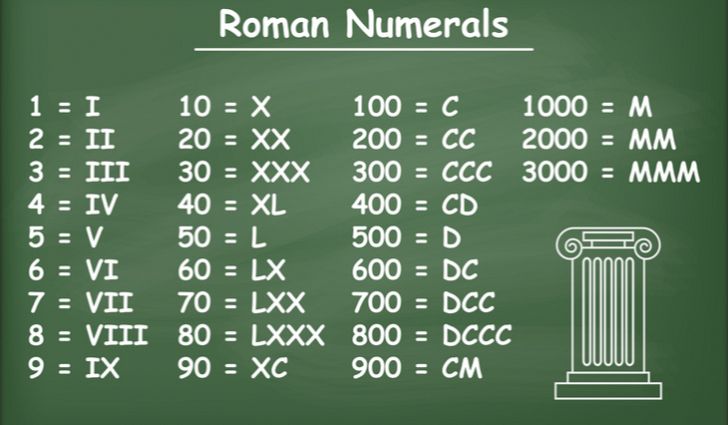 Roman Numerals
1 = I 10 = X 100 = C 1000 = M
2 = II 20 = XX 200 = CC 2000 = MM
3 = III 30 = XXX 300 = CCC 3000 = MMM
4 = IV 40 = XL 400 = CD
5 = V 50 = L 500 = D
6 = VI 60 = LX 600 = DC
7 = VII 70 = LXX 700 = DCC
8 = VIII 80 = LXXX 800 = DCCC
9 = IX 90 = XC 900 = CM